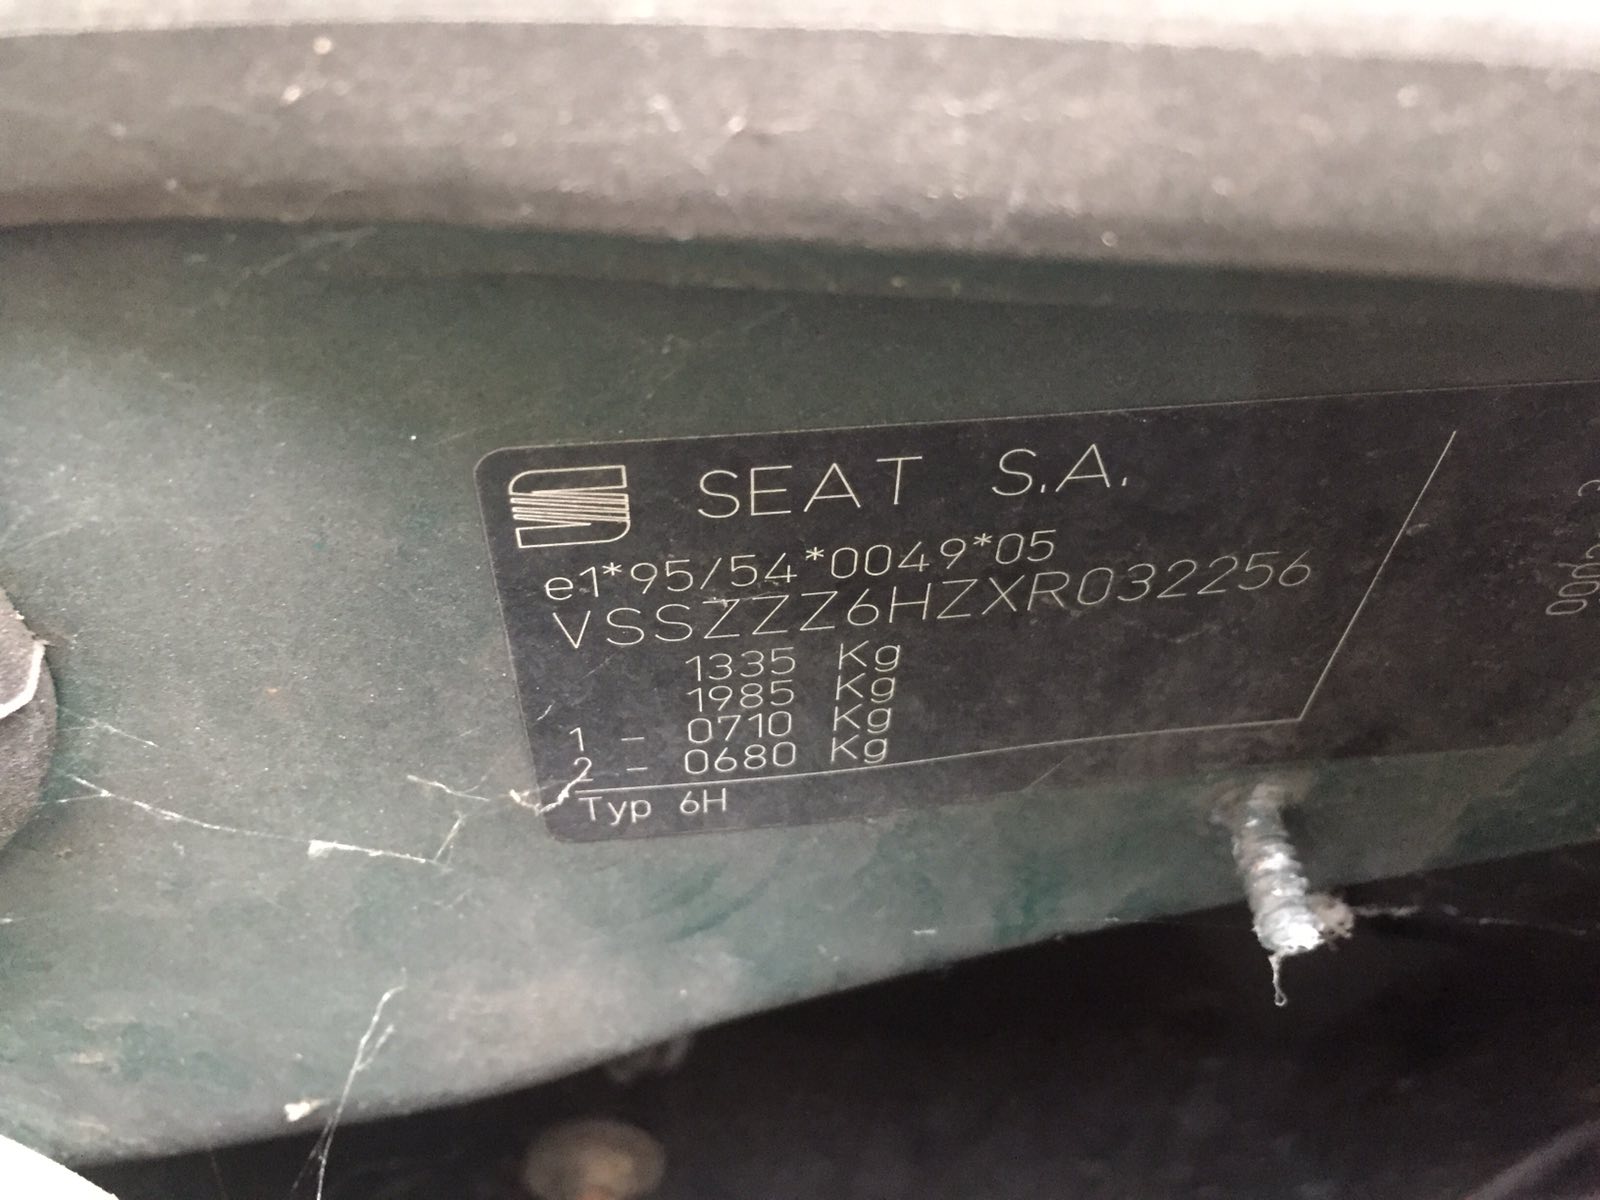 SEAT S.A.
e1*95/54*0049*05
VSSZZZ6HZXR032256
1335 Kg
1985 Kg
1 - 0710 Kg
2 - 0680 Kg
Typ 6H